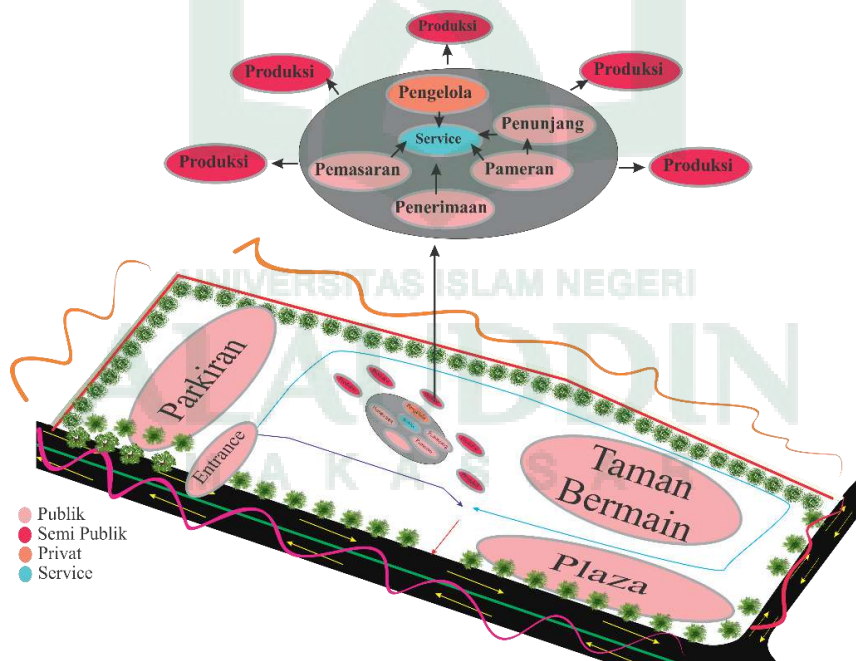 Produksi
Produksi
Produksi
Pengelola
Penunjang
Service
Produksi
Pemasaran
Pameran
Produksi
Penerimaan
UNIVERSITAS ISLAM NEGERI
ALAUDDIN
MAKASSAR
Parkiran
Entrance
Taman
Bermain
Plaza
Publik
Semi Publik
Privat
Service